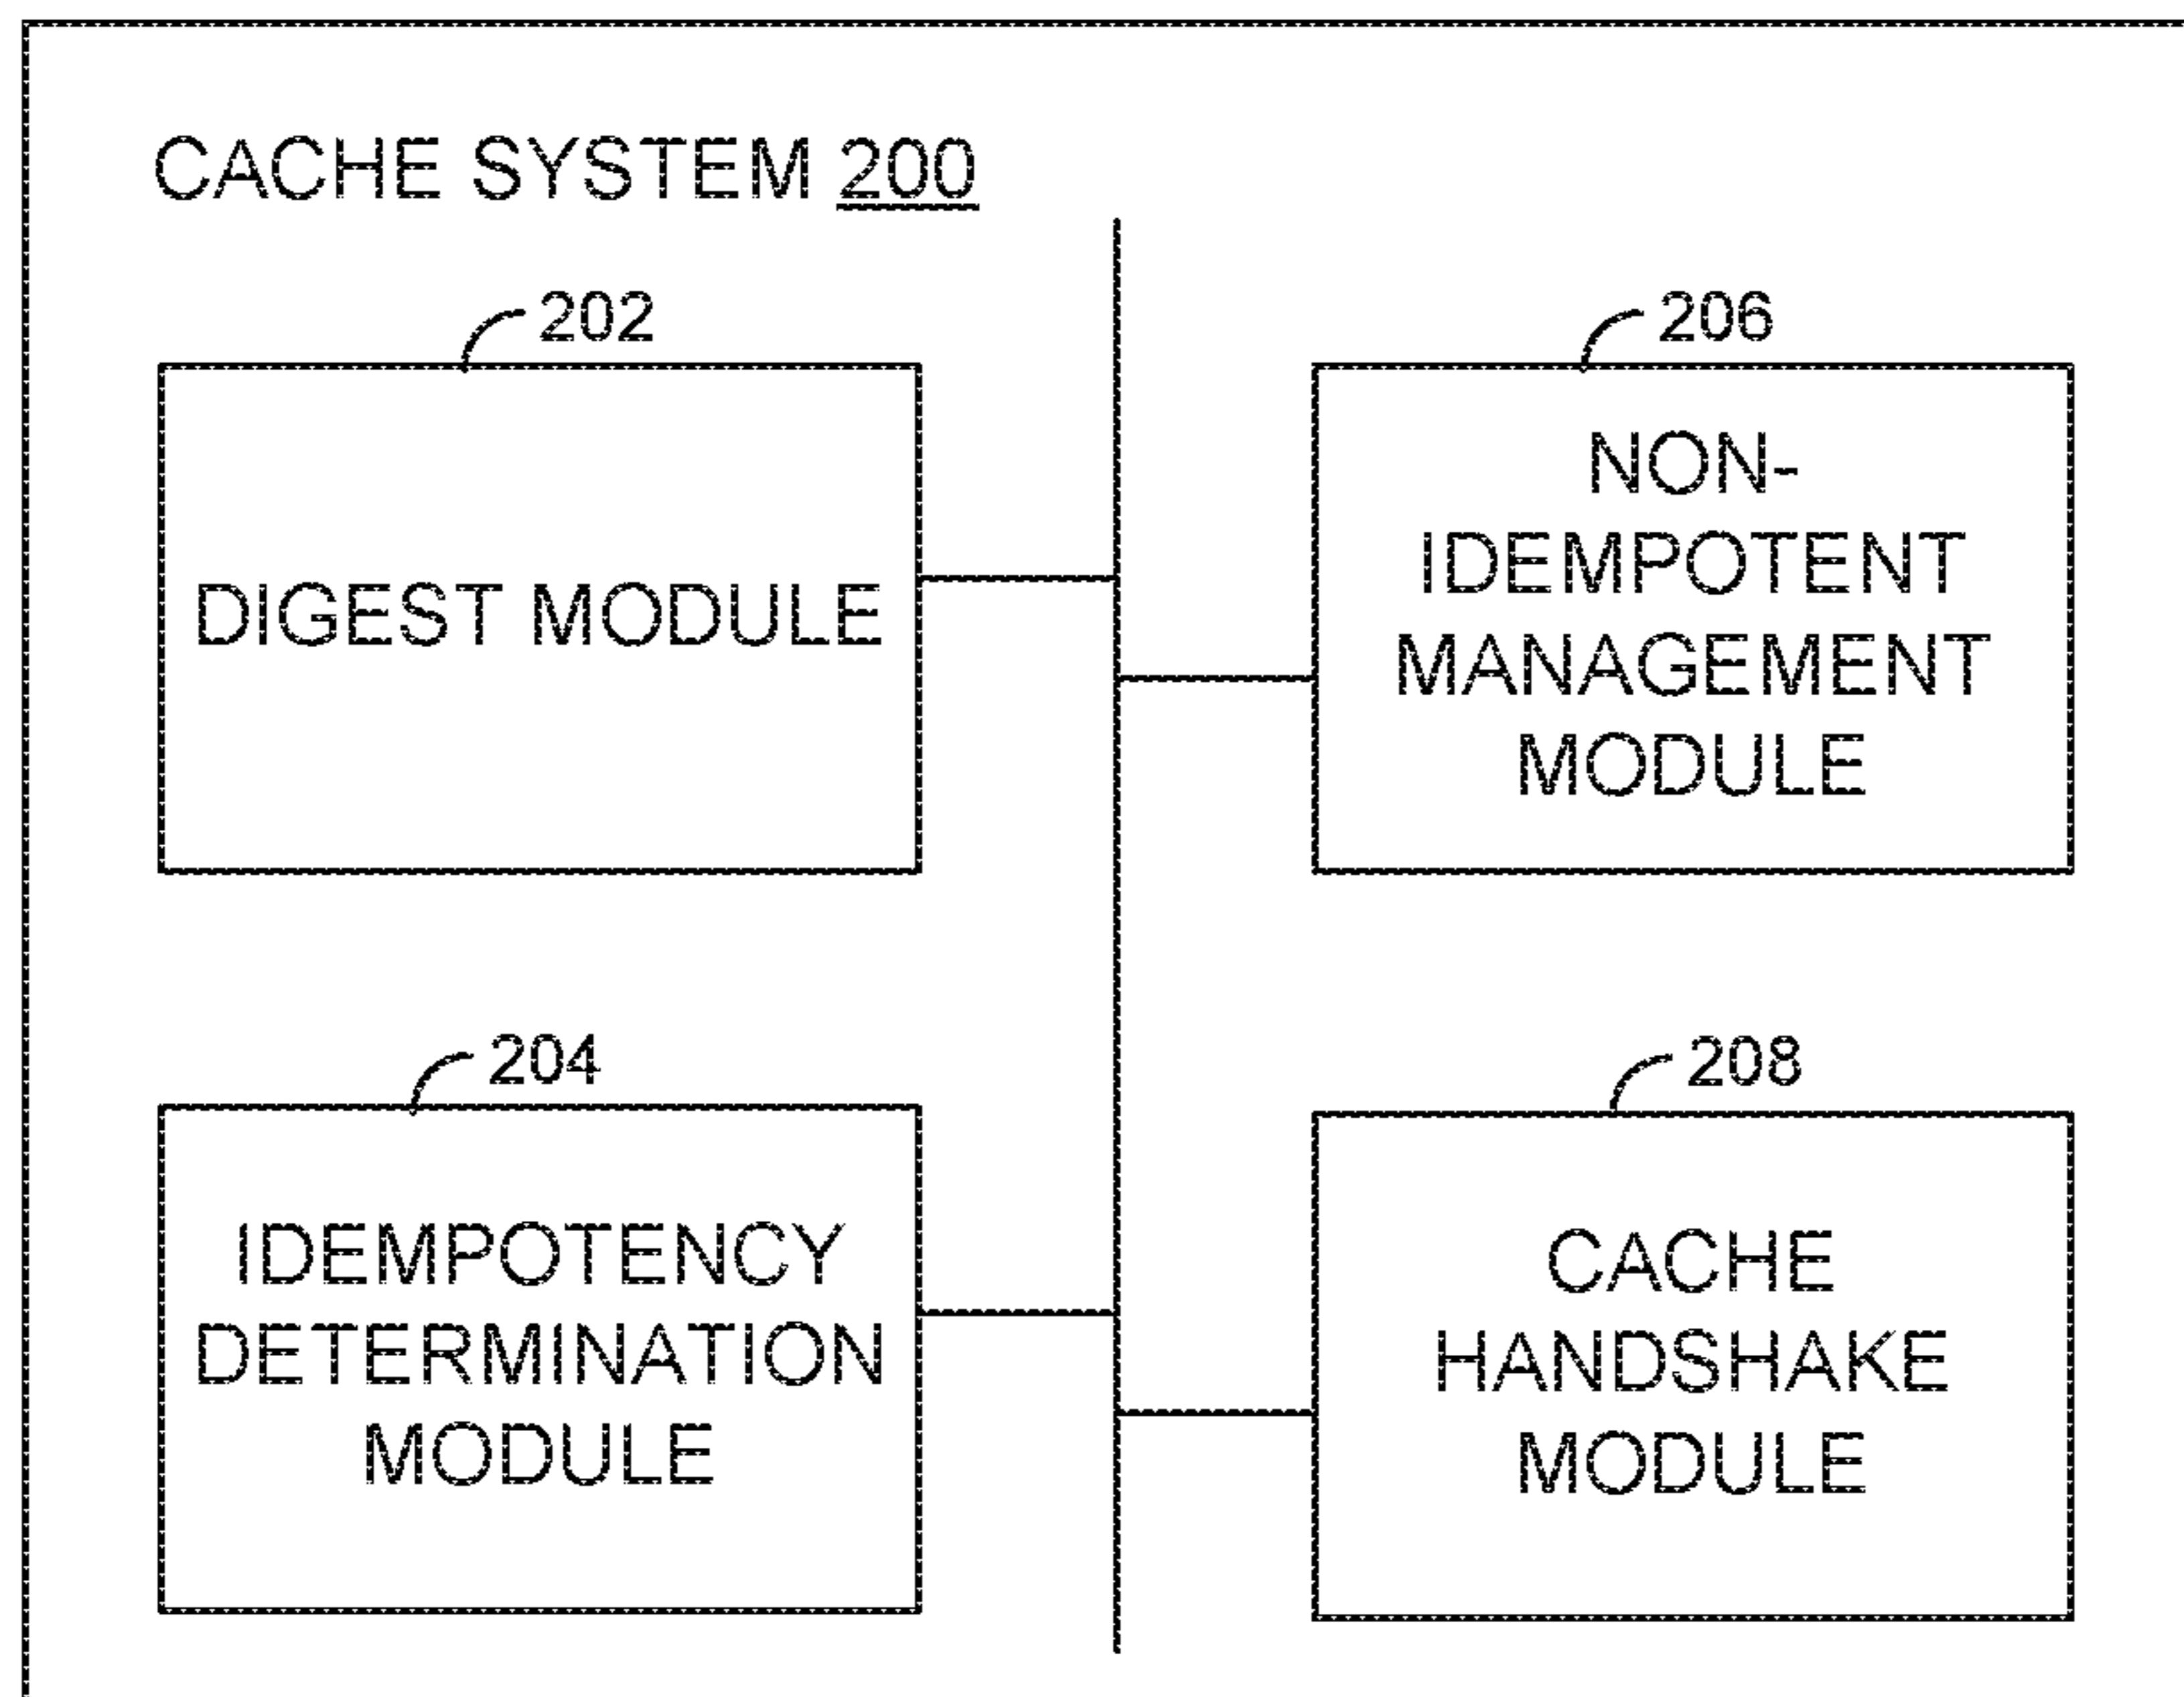 CACHE SYSTEM 200
202
DIGEST MODULE
206
NON-
IDEMPOTENT
MANAGEMENT
MODULE
204
IDEMPOTENCY
DETERMINATION
MODULE
208
CACHE
HANDSHAKE
MODULE